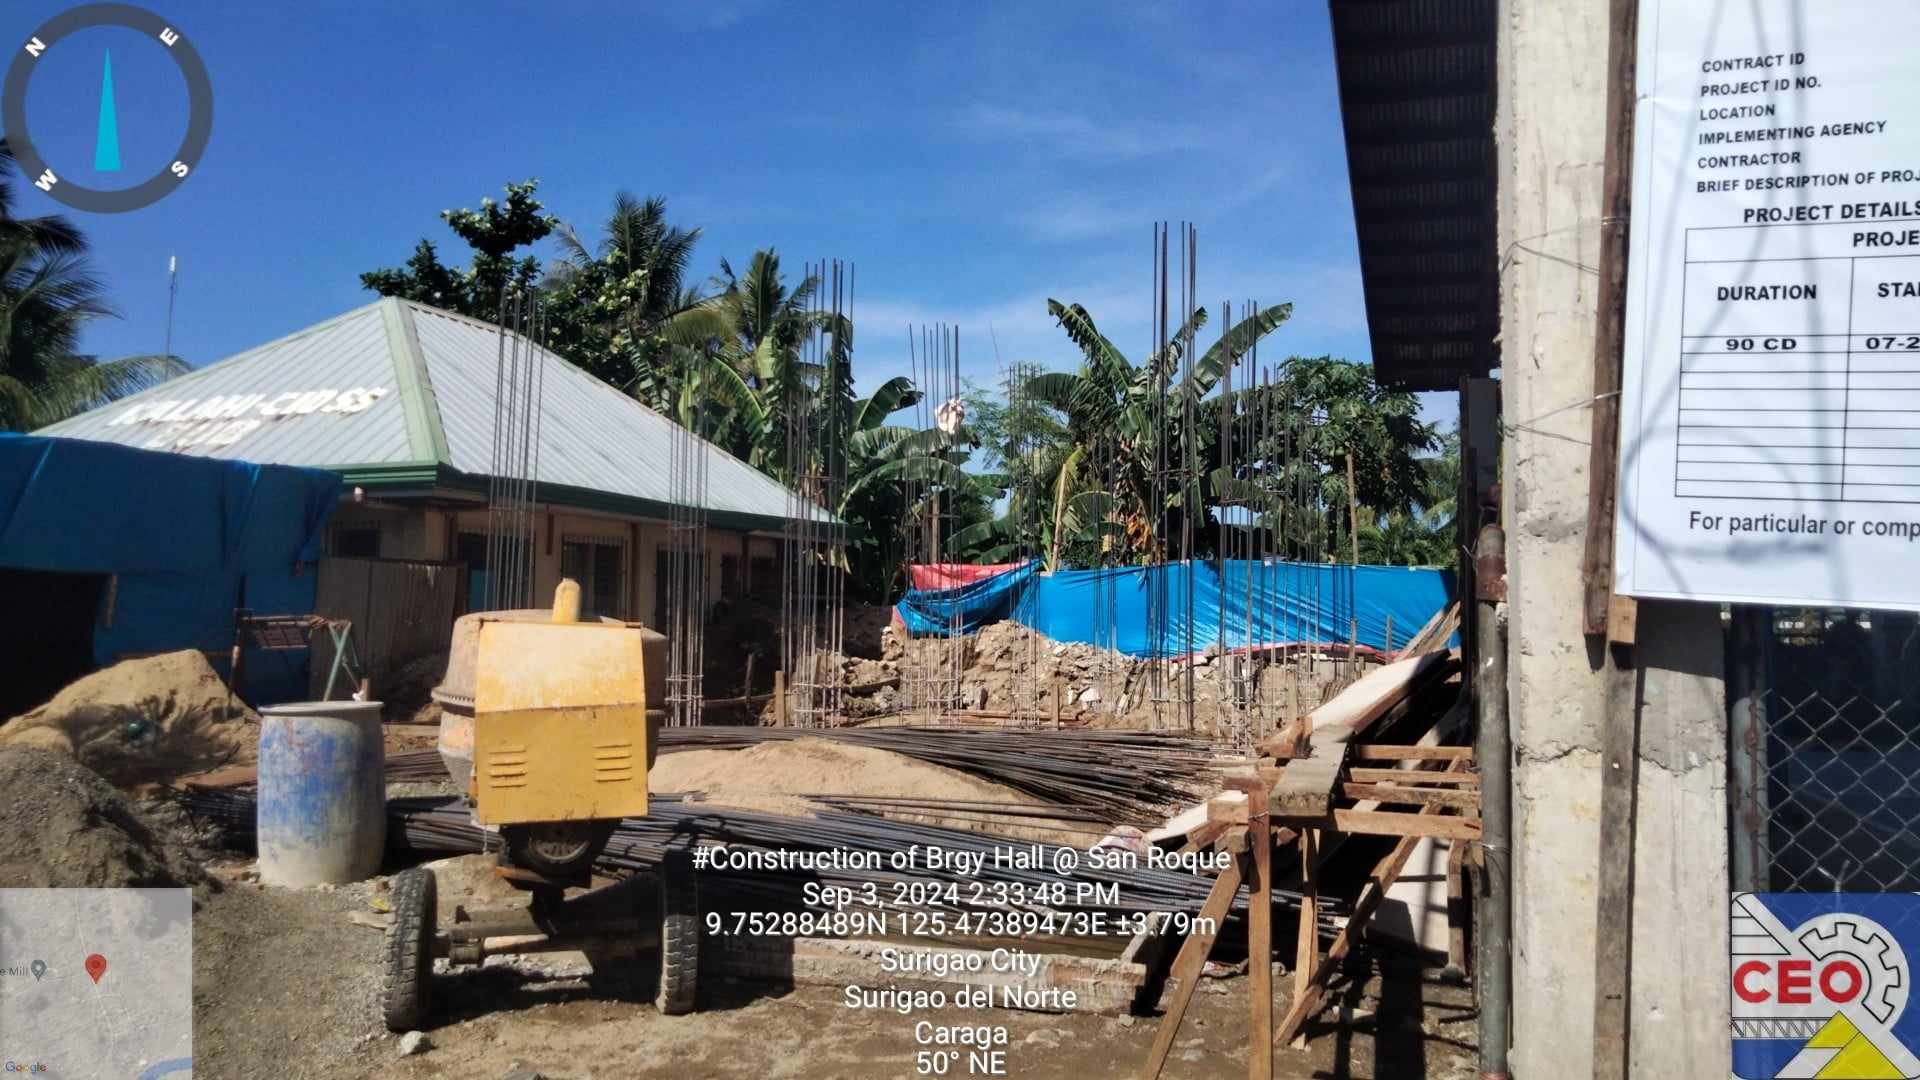 N
E
W
S
KALAHI-CIDSS
CONTRACT ID
PROJECT ID NO.
LOCATION
IMPLEMENTING AGENCY
CONTRACTOR
BRIEF DESCRIPTION OF PROJ
PROJECT DETAILS
PROJE
DURATION
STA
90 CD
07-2
For particular or comp
#Construction of Brgy Hall @ San Roque
Sep 3, 2024 2:33:48 PM
9.75288489N 125.47389473E ±3.79m
Surigao City
Surigao del Norte
Caraga
50° NE
e Mill
Google
CEO